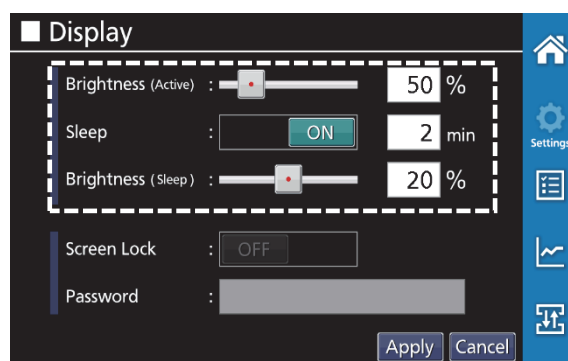 Display
Brightness (Active) : 50 %
Sleep : ON 2 min
Brightness (Sleep) : 20 %
Screen Lock : OFF
Password :
Apply Cancel
Settings